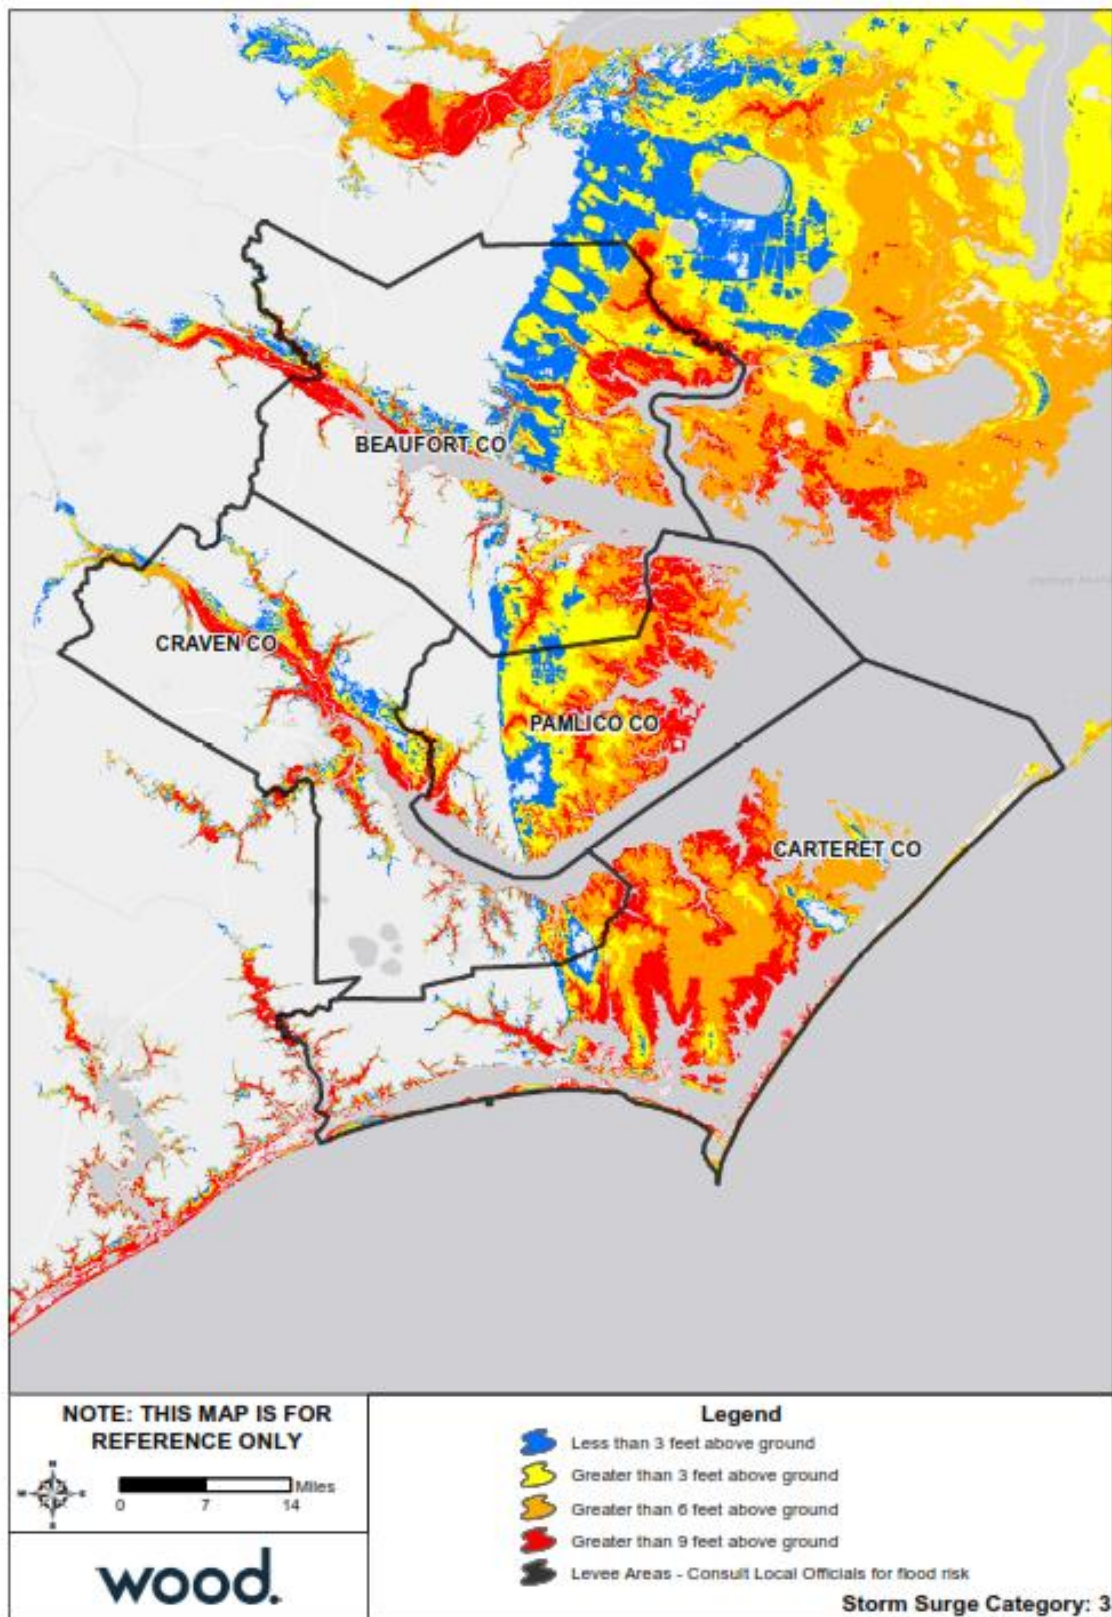 BEAUFORT CO
CRAVEN CO
PAMLICO CO
CARTERET CO
NOTE: THIS MAP IS FOR
REFERENCE ONLY
N
W E
S
Miles
0 7 14
wood.
Legend
Less than 3 feet above ground
Greater than 3 feet above ground
Greater than 6 feet above ground
Greater than 9 feet above ground
Levee Areas - Consult Local Officials for flood risk
Storm Surge Category: 3